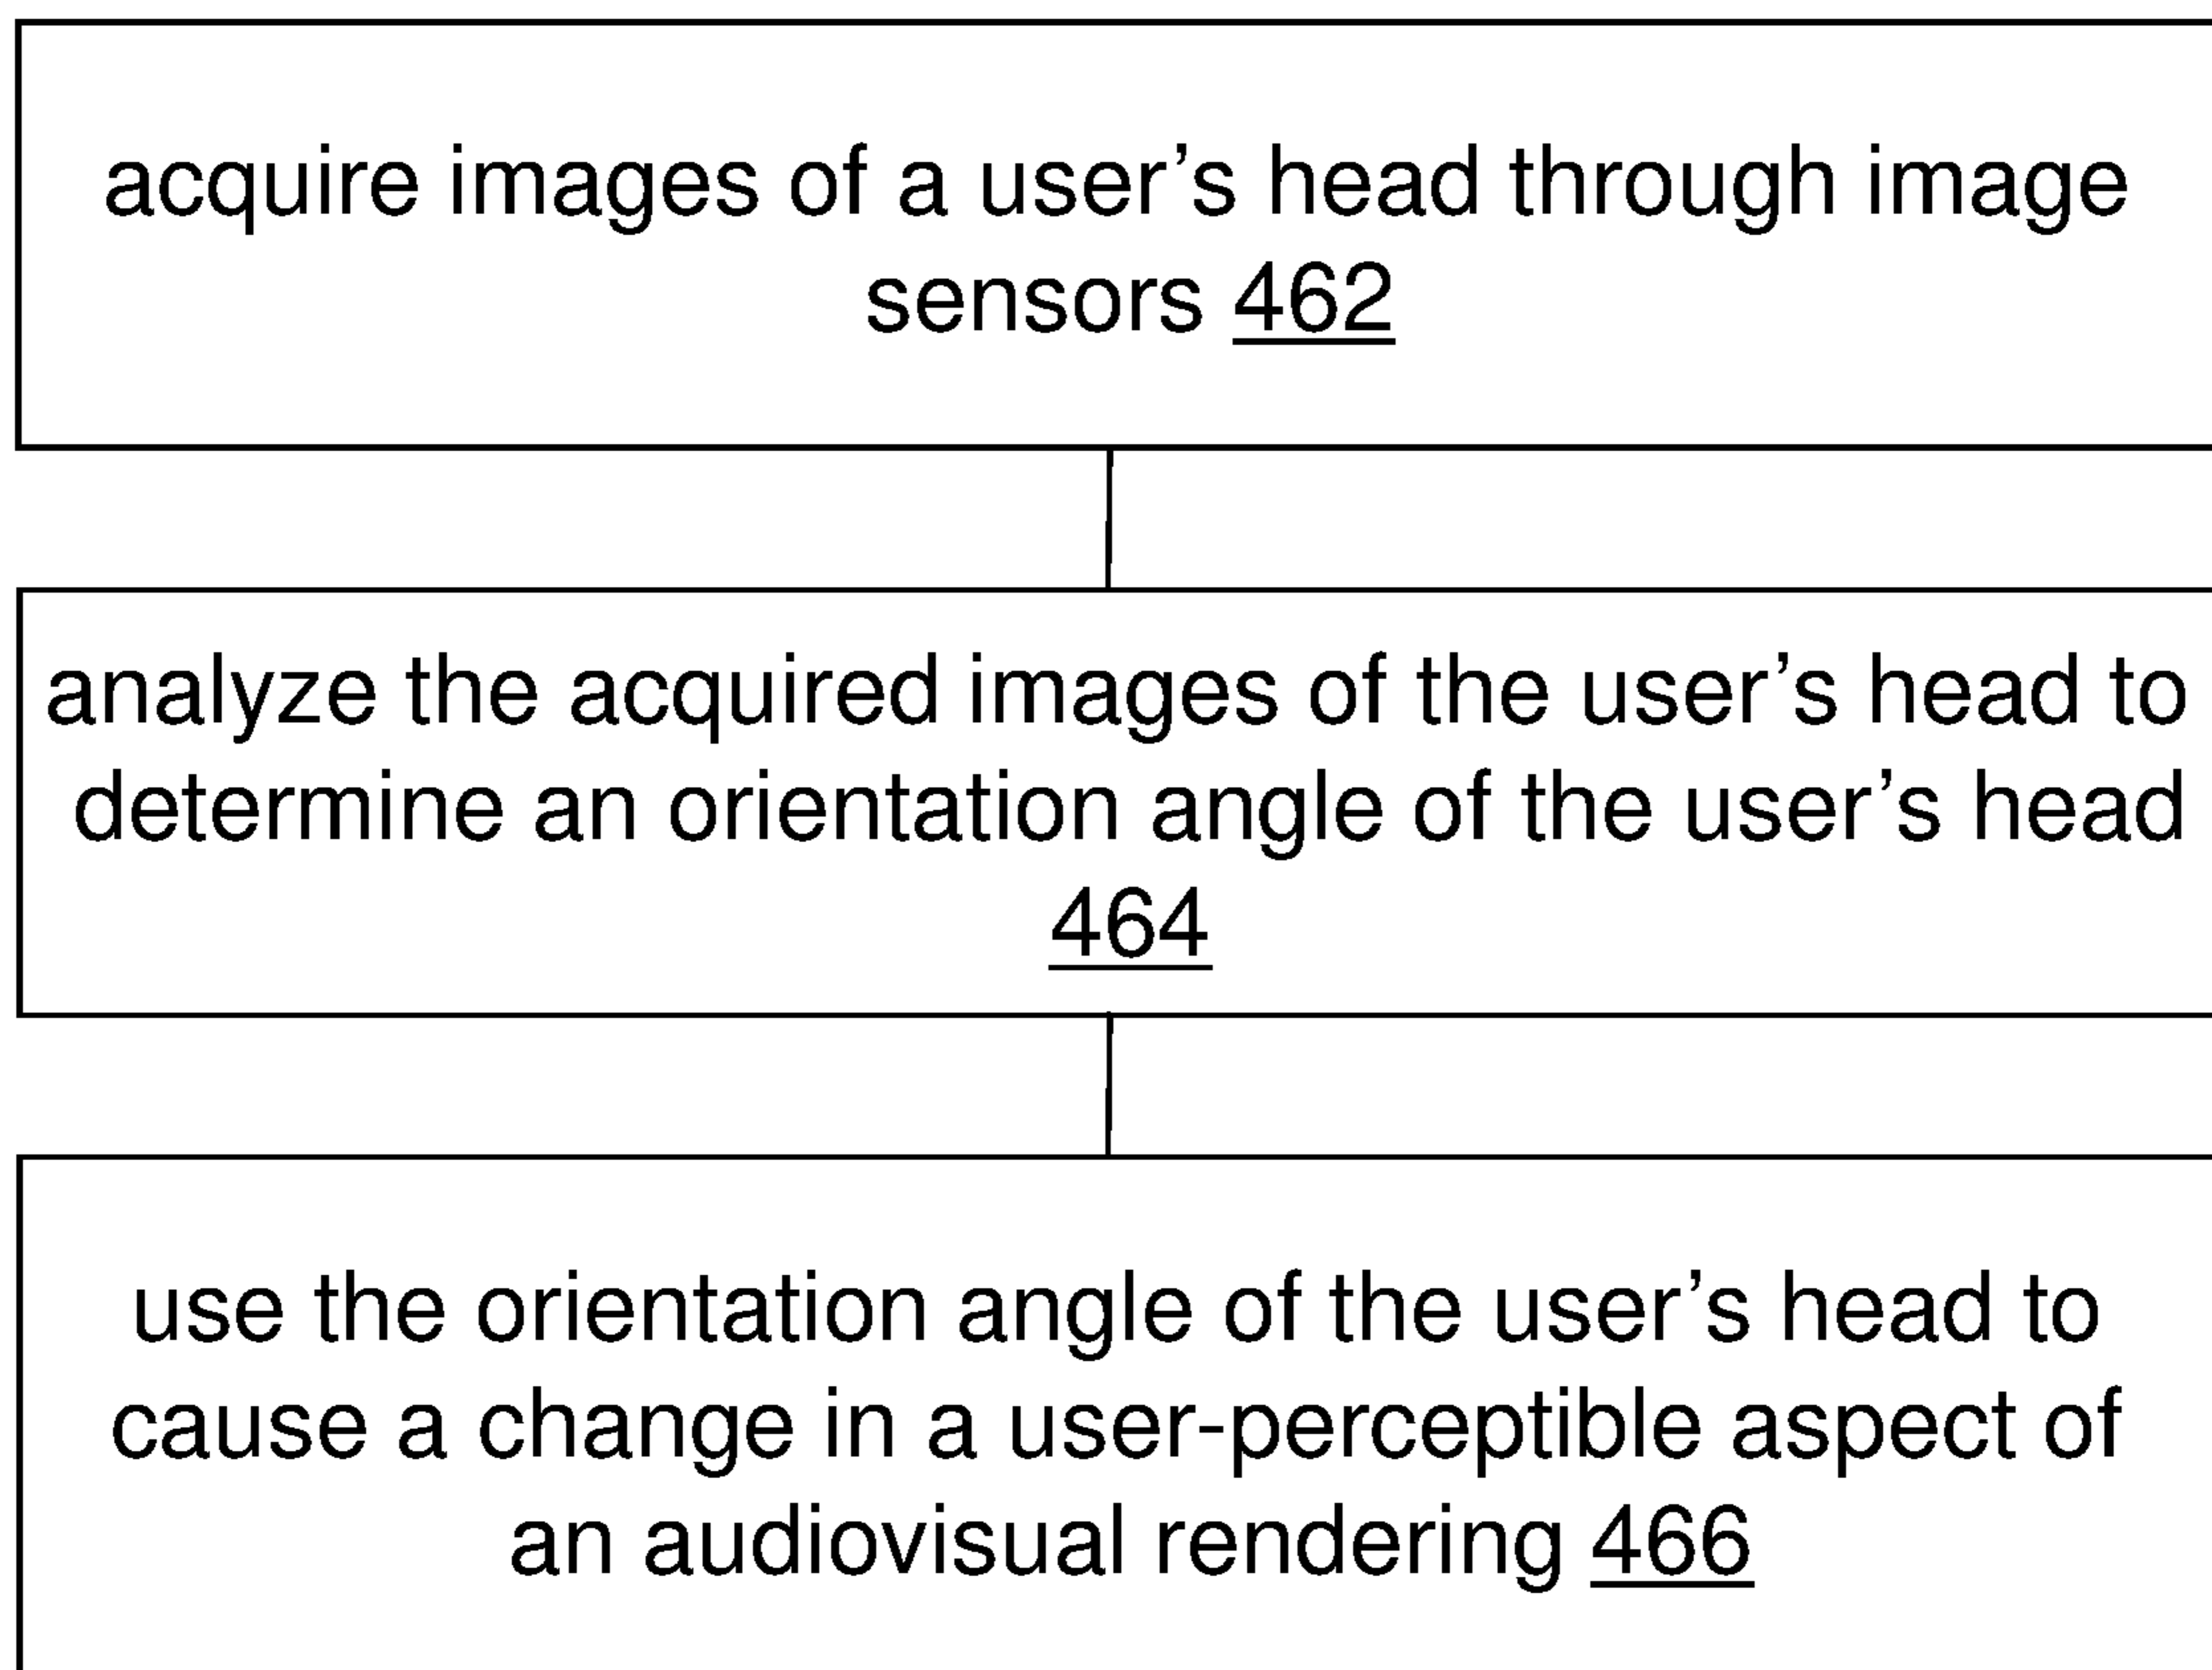 acquire images of a user’s head through image
sensors 462
analyze the acquired images of the user’s head to
determine an orientation angle of the user’s head
464
use the orientation angle of the user’s head to
cause a change in a user-perceptible aspect of
an audiovisual rendering 466